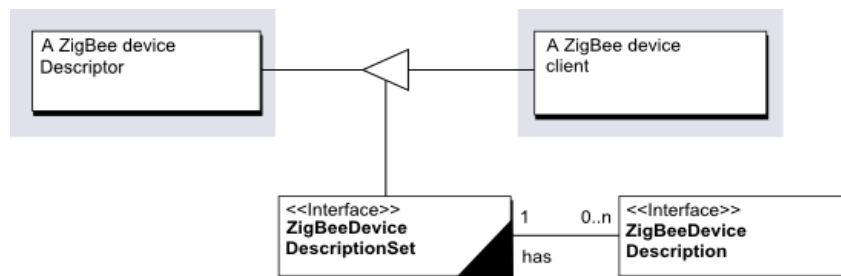 A ZigBee device
Descriptor
A ZigBee device
client
<<Interface>>
ZigBeeDevice
DescriptionSet
1
0..n
has
<<Interface>>
ZigBeeDevice
Description